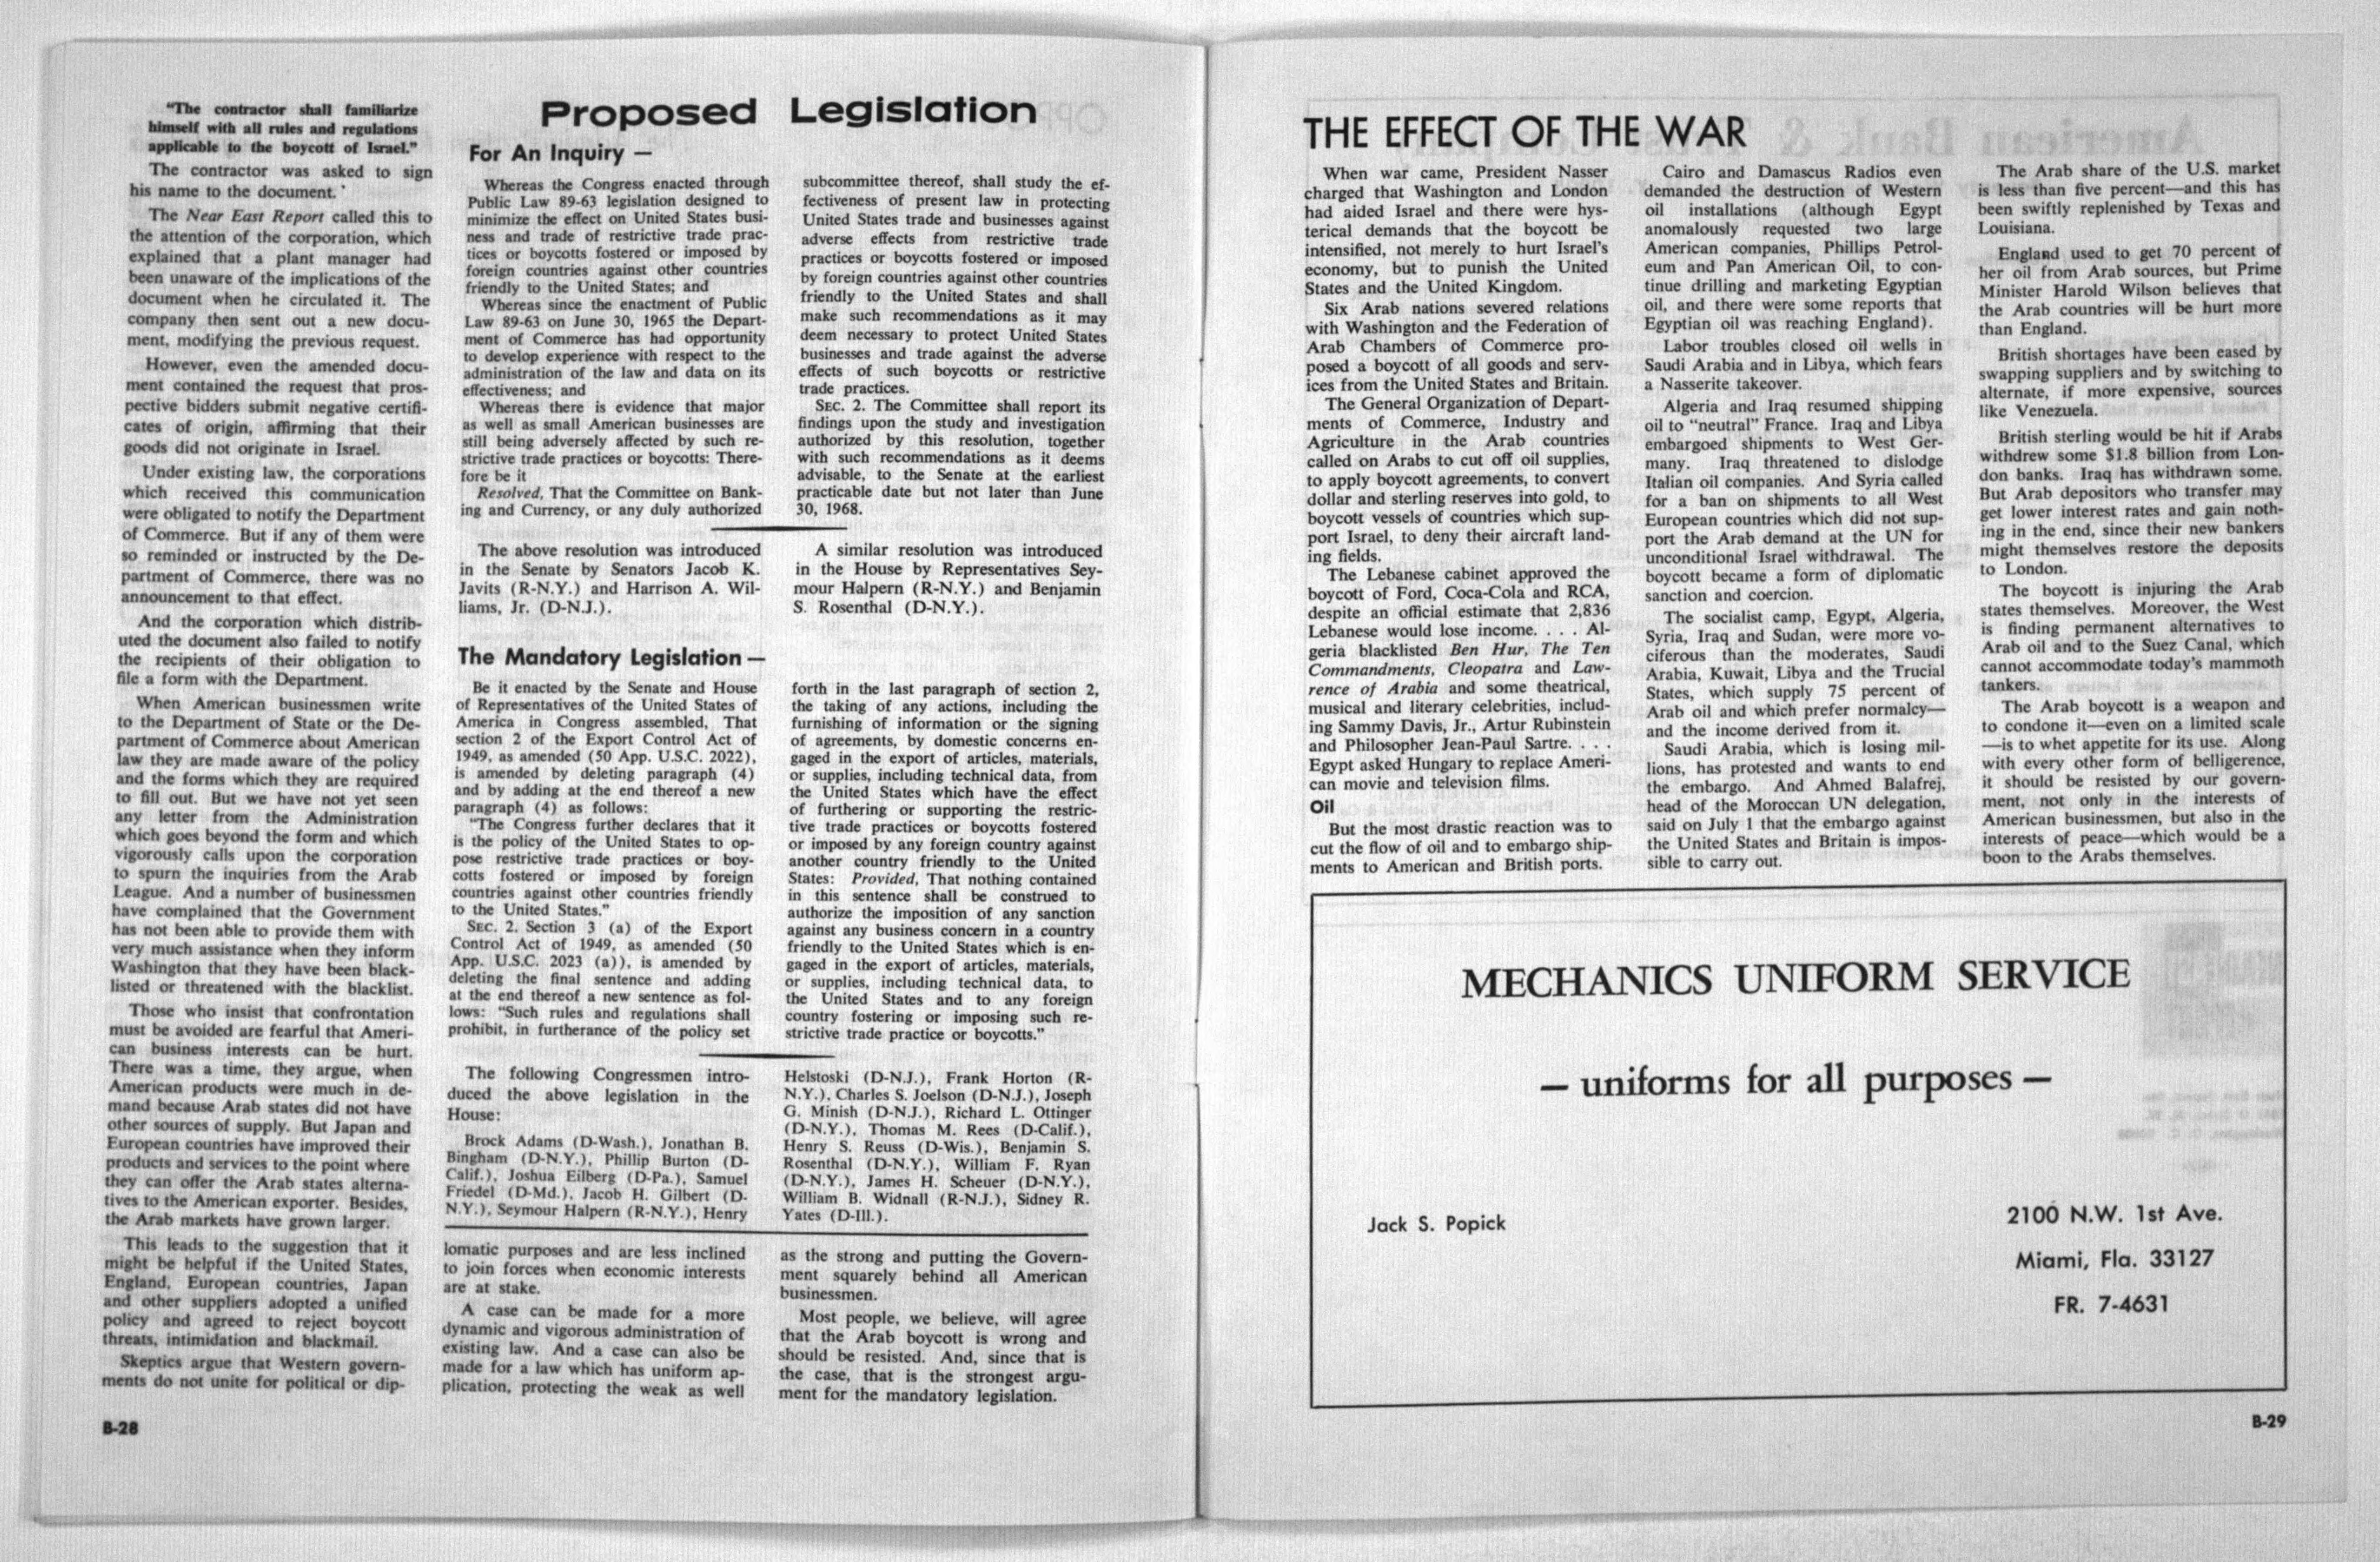 "The contractor shall familiarize
himself with all rules and regulations
applicable to the boycott of Israel."
The contractor was asked to sign
his name to the document.
The Near East Report called this to
the attention of the corporation, which
explained that a plant manager had
been unaware of the implications of the
document when he circulated it. The
company then sent out a new docu-
ment, modifying the previous request.
However, even the amended docu-
ment contained the request that pros-
pective bidders submit negative certifi-
cates of origin, affirming that their
goods did not originate in Israel.
Under existing law, the corporations
which received this communication
were obligated to notify the Department
of Commerce. But if any of them were
so reminded or instructed by the De-
partment of Commerce, there was no
announcement to that effect.
And the corporation which distrib-
uted the document also failed to notify
the recipients of their obligation to
file a form with the Department.
When American businessmen write
to the Department of State or the De-
partment of Commerce about American
law they are made aware of the policy
and the forms which they are required
to fill out. But we have not yet seen
any letter from the Administration
which goes beyond the form and which
vigorously calls upon the corporation
to spurn the inquiries from the Arab
League. And a number of businessmen
have complained that the Government
has not been able to provide them with
very much assistance when they inform
Washington that they have been black-
listed or threatened with the blacklist.
Those who insist that confrontation
must be avoided are fearful that Ameri-
can business interests can be hurt.
There was a time, they argue, when
American products were much in de-
mand because Arab states did not have
other sources of supply. But Japan and
European countries have improved their
products and services to the point where
they can offer the Arab states alterna-
tives to the American exporter. Besides,
the Arab markets have grown larger.
This leads to the suggestion that it
might be helpful if the United States,
England, European countries, Japan
and other suppliers adopted a unified
policy and agreed to reject boycott
threats, intimidation and blackmail.
Skeptics argue that Western govern-
ments do not unite for political or dip-
Proposed Legislation
For An Inquiry —
Whereas the Congress enacted through
Public Law 89-63 legislation designed to
minimize the effect on United States busi-
ness and trade of restrictive trade prac-
tices or boycotts fostered or imposed by
foreign countries against other countries
friendly to the United States; and
Whereas since the enactment of Public
Law 89-63 on June 30, 1965 the Depart-
ment of Commerce has had opportunity
to develop experience with respect to the
administration of the law and data on its
effectiveness; and
Whereas there is evidence that major
as well as small American businesses are
still being adversely affected by such re-
strictive trade practices or boycotts: There-
fore be it
Resolved, That the Committee on Bank-
ing and Currency, or any duly authorized
subcommittee thereof, shall study the ef-
fectiveness of present law in protecting
United States trade and businesses against
adverse effects from restrictive trade
practices or boycotts fostered or imposed
by foreign countries against other countries
friendly to the United States and shall
make such recommendations as it may
deem necessary to protect United States
businesses and trade against the adverse
effects of such boycotts or restrictive
trade practices.
SEC. 2. The Committee shall report its
findings upon the study and investigation
authorized by this resolution, together
with such recommendations as it deems
advisable, to the Senate at the earliest
practicable date but not later than June
30, 1968.
The above resolution was introduced
in the Senate by Senators Jacob K.
Javits (R-N.Y.) and Harrison A. Wil-
liams, Jr. (D-N.J.).
A similar resolution was introduced
in the House by Representatives Sey-
mour Halpern (R-N.Y.) and Benjamin
S. Rosenthal (D-N.Y.).
The Mandatory Legislation —
Be it enacted by the Senate and House
of Representatives of the United States of
America in Congress assembled, That
section 2 of the Export Control Act of
1949, as amended (50 App. U.S.C. 2022),
is amended by deleting paragraph (4)
and by adding at the end thereof a new
paragraph (4) as follows:
"The Congress further declares that it
is the policy of the United States to op-
pose restrictive trade practices or boy-
cotts fostered or imposed by foreign
countries against other countries friendly
to the United States."
SEC. 2. Section 3 (a) of the Export
Control Act of 1949, as amended (50
App. U.S.C. 2023 (a)), is amended by
deleting the final sentence and adding
at the end thereof a new sentence as fol-
lows: "Such rules and regulations shall
prohibit, in furtherance of the policy set
forth in the last paragraph of section 2,
the taking of any actions, including the
furnishing of information or the signing
of agreements, by domestic concerns en-
gaged in the export of articles, materials,
or supplies, including technical data, from
the United States which have the effect
of furthering or supporting the restric-
tive trade practices or boycotts fostered
or imposed by any foreign country against
another country friendly to the United
States: Provided, That nothing contained
in this sentence shall be construed to
authorize the imposition of any sanction
against any business concern in a country
friendly to the United States which is en-
gaged in the export of articles, materials,
or supplies, including technical data, to
the United States and to any foreign
country fostering or imposing such re-
strictive trade practice or boycotts."
The following Congressmen intro-
duced the above legislation in the
House:
Brock Adams (D-Wash.), Jonathan B.
Bingham (D-N.Y.), Phillip Burton (D-
Calif.), Joshua Eilberg (D-Pa.), Samuel
Friedel (D-Md.), Jacob H. Gilbert (D-
N.Y.), Seymour Halpern (R-N.Y.), Henry
Helstoski (D-N.J.), Frank Horton (R-
N.Y.), Charles S. Joelson (D-N.J.), Joseph
G. Minish (D-N.J.), Richard L. Ottinger
(D-N.Y.), Thomas M. Rees (D-Calif.),
Henry S. Reuss (D-Wis.), Benjamin S.
Rosenthal (D-N.Y.), William F. Ryan
(D-N.Y.), James H. Scheuer (D-N.Y.),
William B. Widnall (R-N.J.), Sidney R.
Yates (D-Ill.).
lomatic purposes and are less inclined
to join forces when economic interests
are at stake.
A case can be made for a more
dynamic and vigorous administration of
existing law. And a case can also be
made for a law which has uniform ap-
plication, protecting the weak as well
as the strong and putting the Govern-
ment squarely behind all American
businessmen.
Most people, we believe, will agree
that the Arab boycott is wrong and
should be resisted. And, since that is
the case, that is the strongest argu-
ment for the mandatory legislation.
B-28
THE EFFECT OF THE WAR
When war came, President Nasser
charged that Washington and London
had aided Israel and there were hys-
terical demands that the boycott be
intensified, not merely to hurt Israel's
economy, but to punish the United
States and the United Kingdom.
Six Arab nations severed relations
with Washington and the Federation of
Arab Chambers of Commerce pro-
posed a boycott of all goods and serv-
ices from the United States and Britain.
The General Organization of Depart-
ments of Commerce, Industry and
Agriculture in the Arab countries
called on Arabs to cut off oil supplies,
to apply boycott agreements, to convert
dollar and sterling reserves into gold, to
boycott vessels of countries which sup-
port Israel, to deny their aircraft land-
ing fields.
The Lebanese cabinet approved the
boycott of Ford, Coca-Cola and RCA,
despite an official estimate that 2,836
Lebanese would lose income. . . . Al-
geria blacklisted Ben Hur, The Ten
Commandments, Cleopatra and Law-
rence of Arabia and some theatrical,
musical and literary celebrities, includ-
ing Sammy Davis, Jr., Artur Rubinstein
and Philosopher Jean-Paul Sartre. . . .
Egypt asked Hungary to replace Ameri-
can movie and television films.
Oil
But the most drastic reaction was to
cut the flow of oil and to embargo ship-
ments to American and British ports.
Cairo and Damascus Radios even
demanded the destruction of Western
oil installations (although Egypt
anomalously requested two large
American companies, Phillips Petrol-
eum and Pan American Oil, to con-
tinue drilling and marketing Egyptian
oil, and there were some reports that
Egyptian oil was reaching England).
Labor troubles closed oil wells in
Saudi Arabia and in Libya, which fears
a Nasserite takeover.
Algeria and Iraq resumed shipping
oil to "neutral" France. Iraq and Libya
embargoed shipments to West Ger-
many. Iraq threatened to dislodge
Italian oil companies. And Syria called
for a ban on shipments to all West
European countries which did not sup-
port the Arab demand at the UN for
unconditional Israel withdrawal. The
boycott became a form of diplomatic
sanction and coercion.
The socialist camp, Egypt, Algeria,
Syria, Iraq and Sudan, were more vo-
ciferous than the moderates, Saudi
Arabia, Kuwait, Libya and the Trucial
States, which supply 75 percent of
Arab oil and which prefer normalcy—
and the income derived from it.
Saudi Arabia, which is losing mil-
lions, has protested and wants to end
the embargo. And Ahmed Balafrej,
head of the Moroccan UN delegation,
said on July 1 that the embargo against
the United States and Britain is impos-
sible to carry out.
The Arab share of the U.S. market
is less than five percent—and this has
been swiftly replenished by Texas and
Louisiana.
England used to get 70 percent of
her oil from Arab sources, but Prime
Minister Harold Wilson believes that
the Arab countries will be hurt more
than England.
British shortages have been eased by
swapping suppliers and by switching to
alternate, if more expensive, sources
like Venezuela.
British sterling would be hit if Arabs
withdrew some $1.8 billion from Lon-
don banks. Iraq has withdrawn some.
But Arab depositors who transfer may
get lower interest rates and gain noth-
ing in the end, since their new bankers
might themselves restore the deposits
to London.
The boycott is injuring the Arab
states themselves. Moreover, the West
is finding permanent alternatives to
Arab oil and to the Suez Canal, which
cannot accommodate today's mammoth
tankers.
The Arab boycott is a weapon and
to condone it—even on a limited scale
—is to whet appetite for its use. Along
with every other form of belligerence,
it should be resisted by our govern-
ment, not only in the interests of
American businessmen, but also in the
interests of peace—which would be a
boon to the Arabs themselves.
MECHANICS UNIFORM SERVICE
— uniforms for all purposes —
Jack S. Popick
2100 N.W. 1st Ave.
Miami, Fla. 33127
FR. 7-4631
B-29